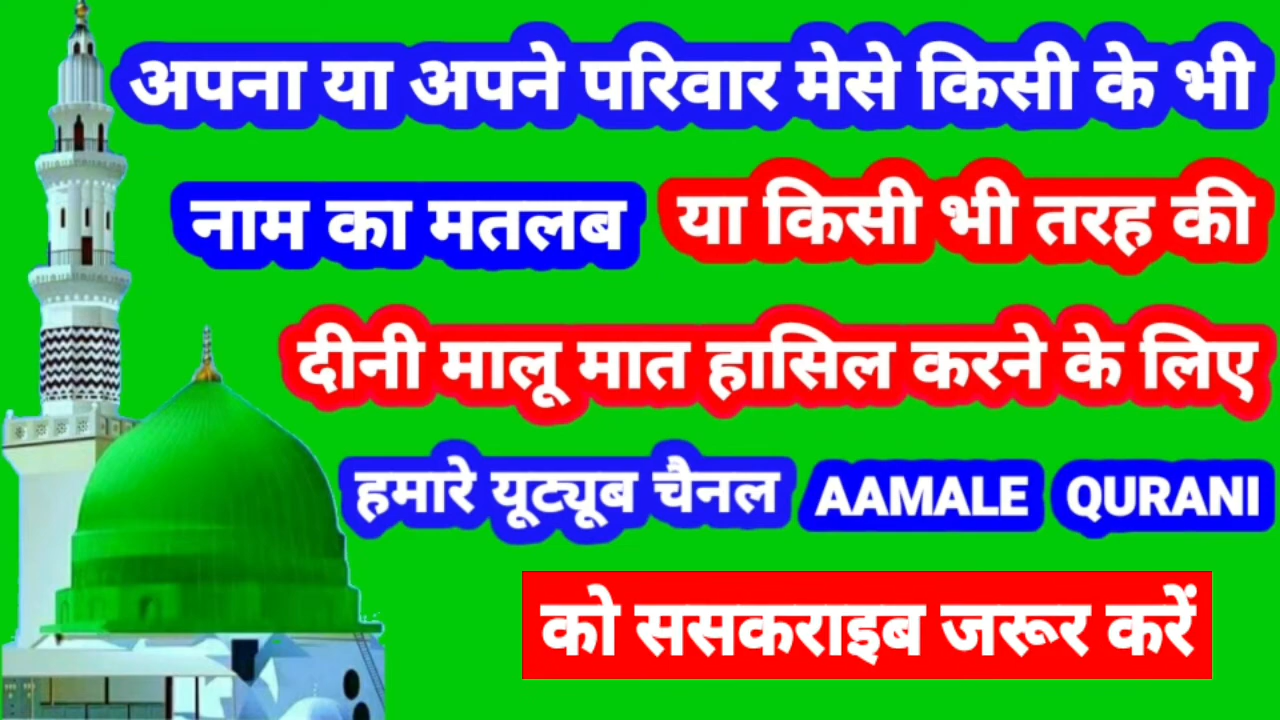 अपना या अपने परिवार मेसे किसी के भी
नाम का मतलब या किसी भी तरह की
दीनी मालू मात हासिल करने के लिए
हमारे यूट्यूब चैनल AAMALE QURANI
को ससकराइब जरूर करें